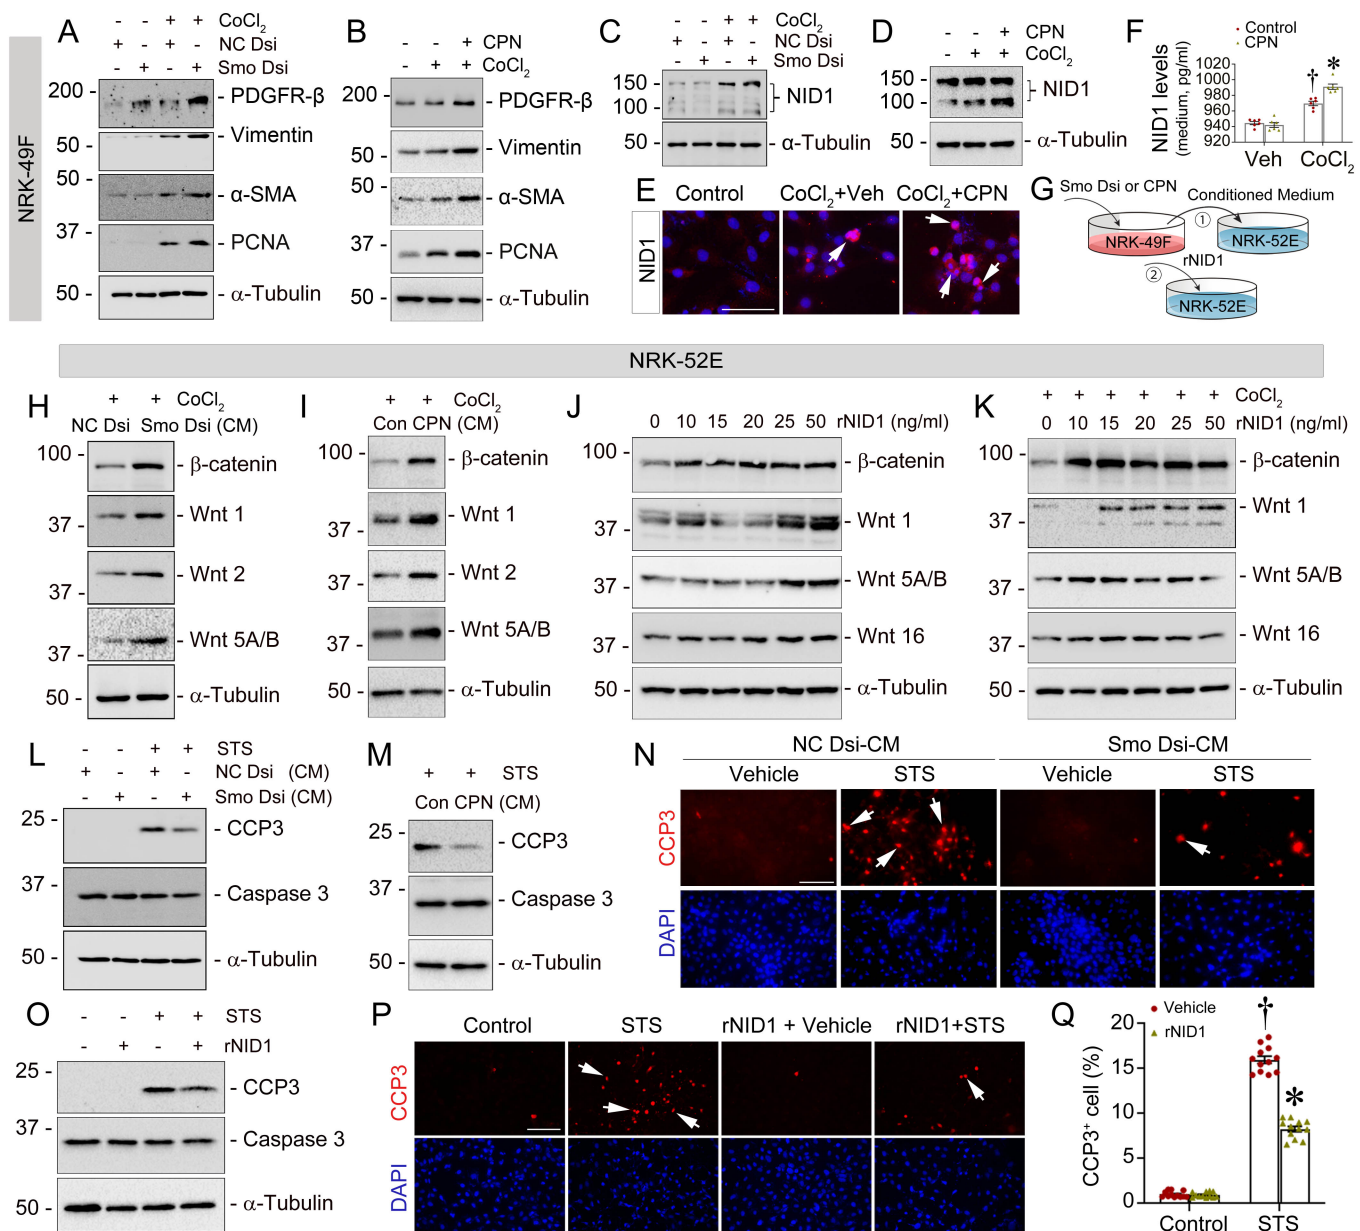 NRK-49F
A
- - + + CoCl2
+ - + - NC Dsi
- + - + Smo Dsi
200 - - PDGFR-β
50 - - Vimentin
50 - - α-SMA
37 - - PCNA
50 - - α-Tubulin
B
- - + CPN
- + + CoCl2
200 - - PDGFR-β
50 - - Vimentin
50 - - α-SMA
37 - - PCNA
50 - - α-Tubulin
C
- - + + CoCl2
+ - + - NC Dsi
- + - + Smo Dsi
150 -
100 -
NID1
50 - - α-Tubulin
D
- - + CPN
- + + CoCl2
150 -
100 -
NID1
50 - - α-Tubulin
E
Control CoCl2+Veh CoCl2+CPN
NID1
F
Control
CPN
NID1 levels
(medium, pg/ml)
1020
1000
980
960
940
920
† *
Veh CoCl2
G
Smo Dsi or CPN
Conditioned Medium
①
NRK-49F NRK-52E
rNID1
②
NRK-52E
NRK-52E
H
+ + CoCl2
NC Dsi Smo Dsi (CM)
100 - - β-catenin
37 - - Wnt 1
37 - - Wnt 2
37 - - Wnt 5A/B
50 - - α-Tubulin
I
+ + CoCl2
Con CPN (CM)
100 - - β-catenin
37 - - Wnt 1
37 - - Wnt 2
37 - - Wnt 5A/B
50 - - α-Tubulin
J
0 10 15 20 25 50 rNID1 (ng/ml)
100 - - β-catenin
37 - - Wnt 1
37 - - Wnt 5A/B
37 - - Wnt 16
50 - - α-Tubulin
K
+ + + + + + CoCl2
0 10 15 20 25 50 rNID1 (ng/ml)
100 - - β-catenin
37 - - Wnt 1
37 - - Wnt 5A/B
37 - - Wnt 16
50 - - α-Tubulin
L
- - + + STS
+ - + - NC Dsi (CM)
- + - + Smo Dsi (CM)
25 - - CCP3
37 - - Caspase 3
50 - - α-Tubulin
M
+ + STS
Con CPN (CM)
25 - - CCP3
37 - - Caspase 3
50 - - α-Tubulin
N
NC Dsi-CM Smo Dsi-CM
Vehicle STS Vehicle STS
CCP3
DAPI
O
- - + + STS
- + - + rNID1
25 - - CCP3
37 - - Caspase 3
50 - - α-Tubulin
P
Control STS rNID1 + Vehicle rNID1+STS
CCP3
DAPI
Q
Vehicle
rNID1
CCP3+ cell (%)
20
15
10
5
0
† *
Control STS